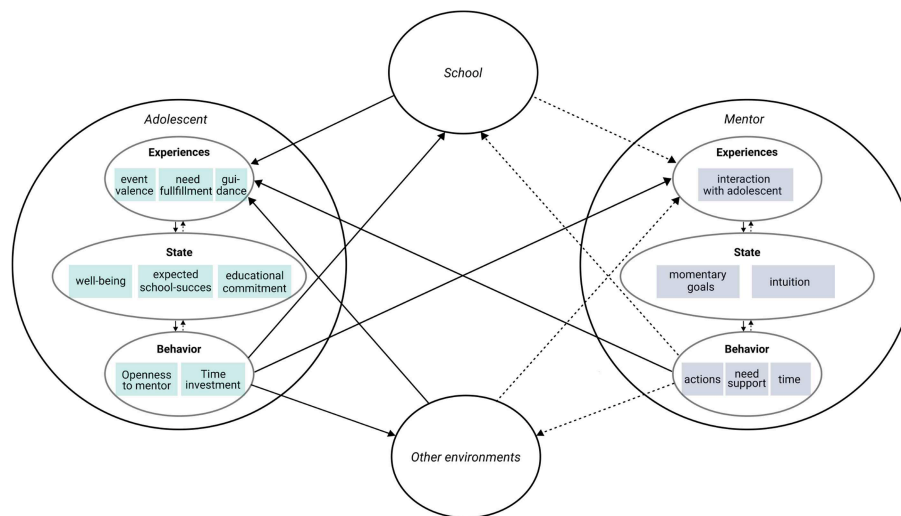 School
Adolescent
Experiences
event
valence
need
fullfillment
gui-
dance
State
well-being
expected
school-succes
educational
commitment
Behavior
Openness
to mentor
Time
investment
Other environments
Mentor
Experiences
interaction
with adolescent
State
momentary
goals
intuition
Behavior
actions
need
support
time